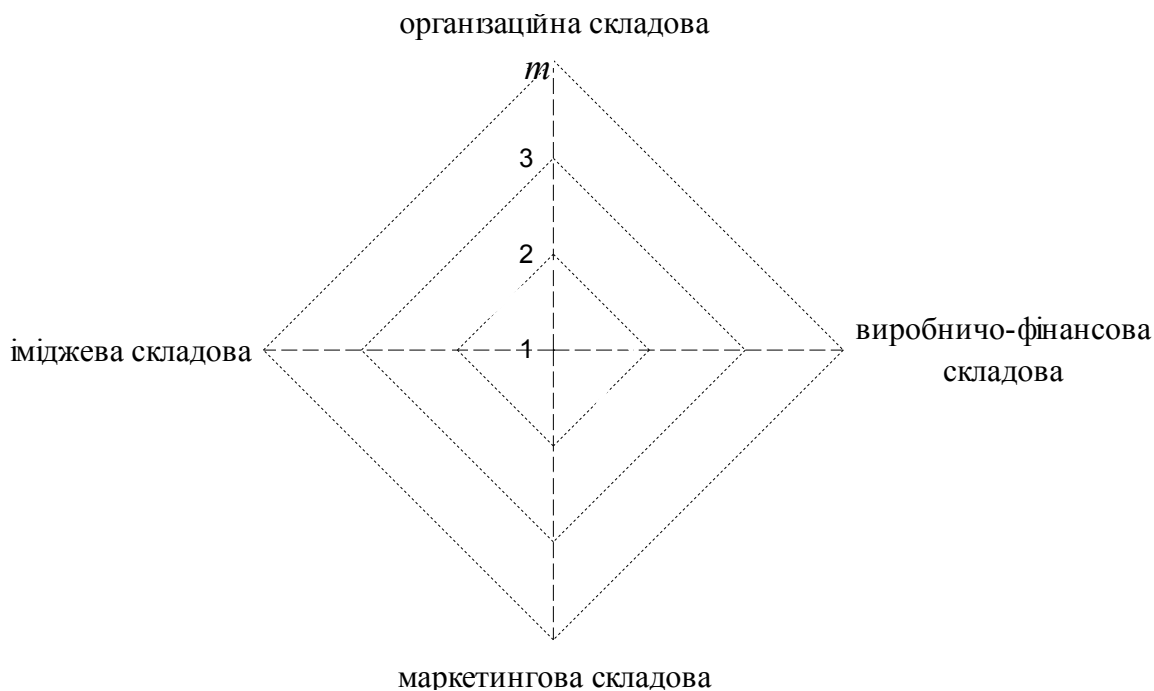 організаційна складова
m
3
2
іміджева складова
1
виробничо-фінансова
складова
маркетингова складова